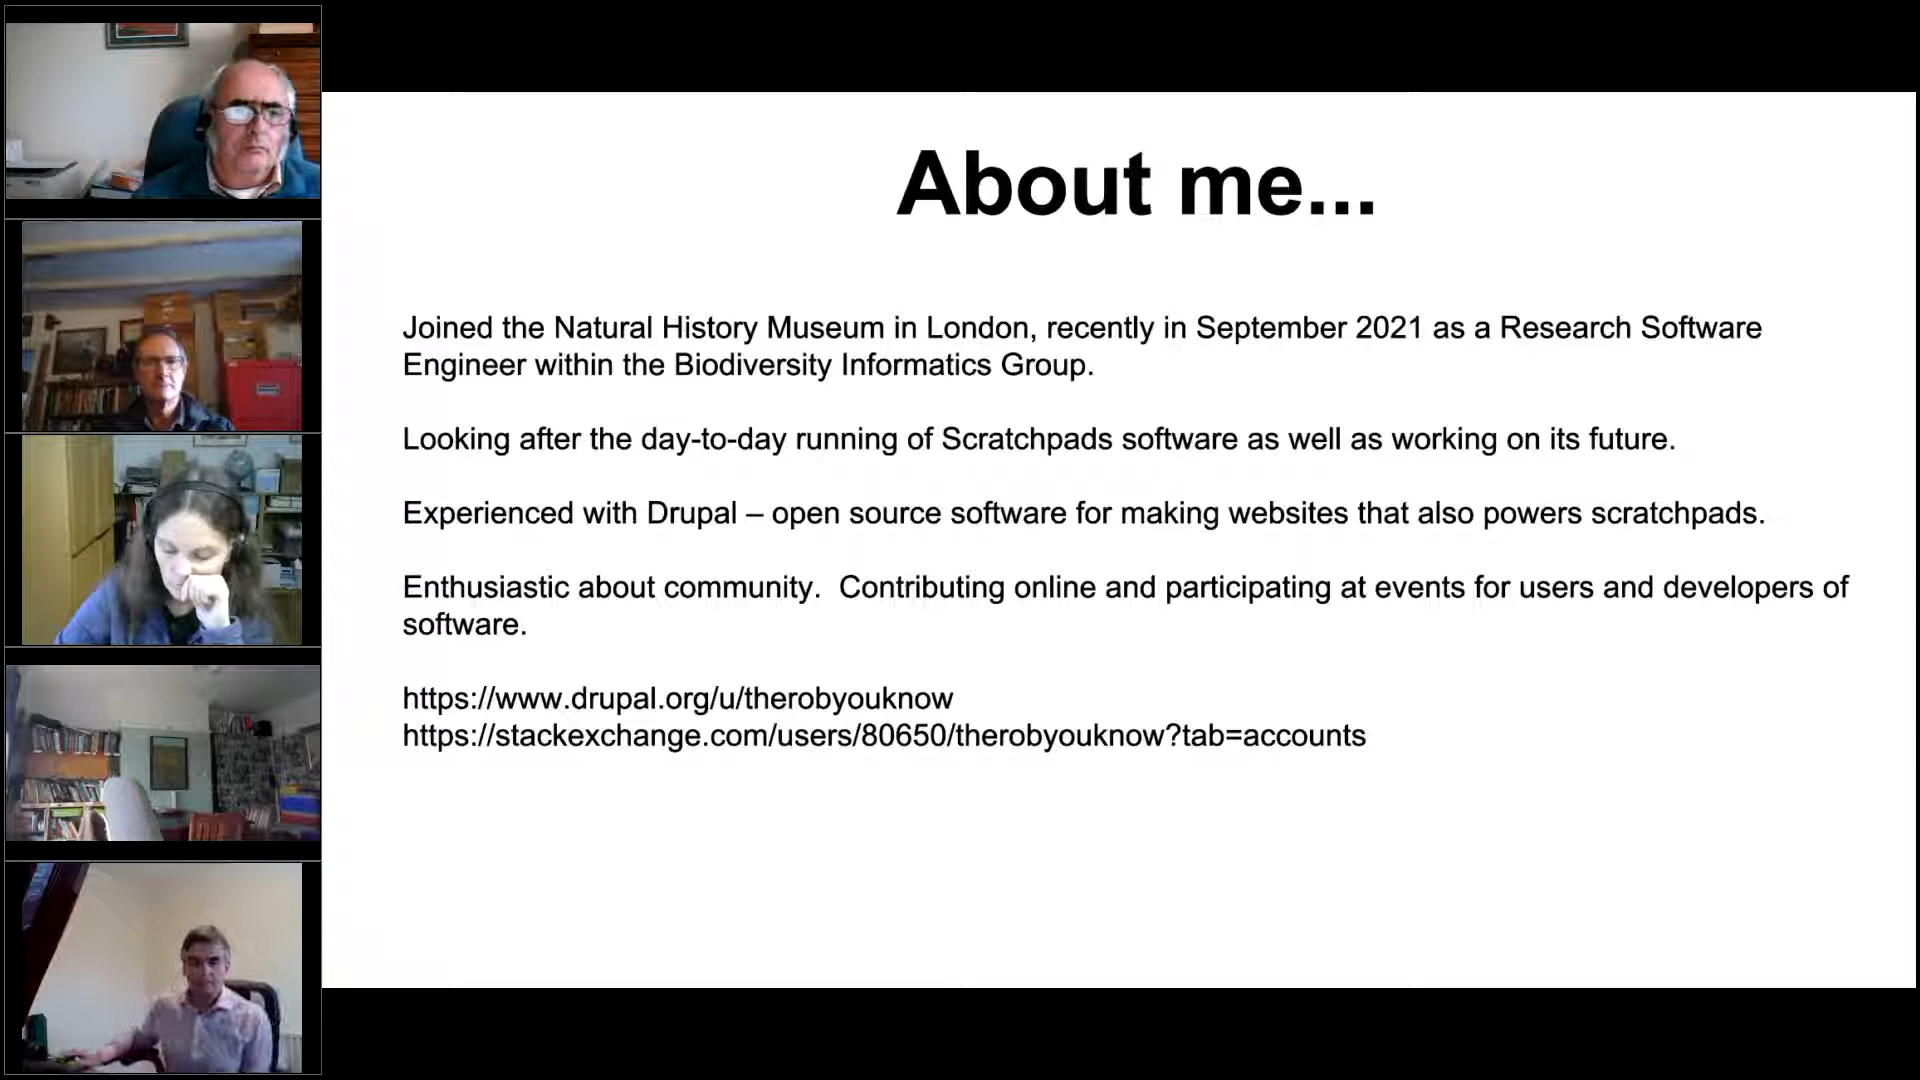 About me...
Joined the Natural History Museum in London, recently in September 2021 as a Research Software
Engineer within the Biodiversity Informatics Group.
Looking after the day-to-day running of Scratchpads software as well as working on its future.
Experienced with Drupal – open source software for making websites that also powers scratchpads.
Enthusiastic about community.  Contributing online and participating at events for users and developers of
software.
https://www.drupal.org/u/therobyouknow
https://stackexchange.com/users/80650/therobyouknow?tab=accounts